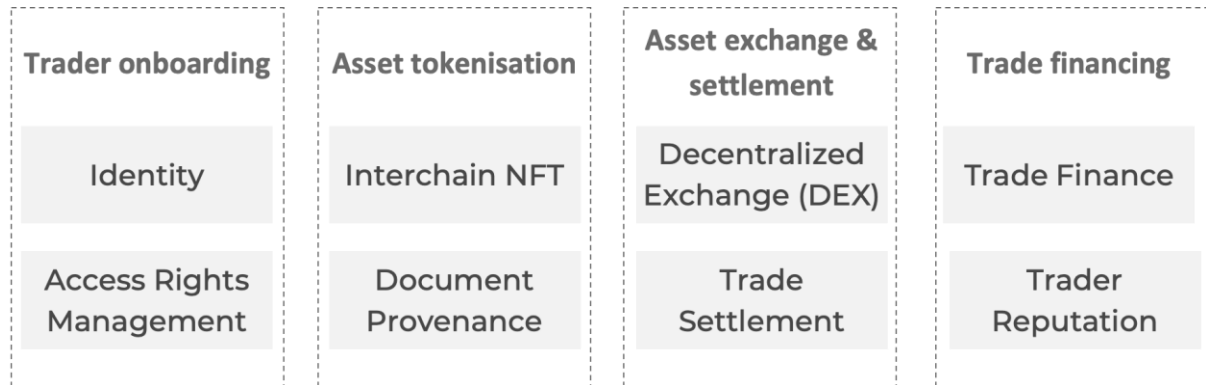 Trader onboarding
Identity
Access Rights
Management
Asset tokenisation
Interchain NFT
Document
Provenance
Asset exchange &
settlement
Decentralized
Exchange (DEX)
Trade
Settlement
Trade financing
Trade Finance
Trader
Reputation